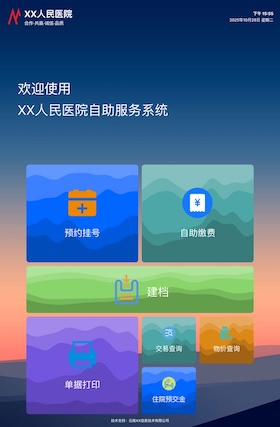 XX人民医院
合作·共赢·诚信·品质
下午 15:55
2025年10月28日 星期二
欢迎使用
XX人民医院自助服务系统
预约挂号
自助缴费
建档
单据打印
交易查询
物价查询
住院预交金
技术支持：云南XX信息技术有限公司